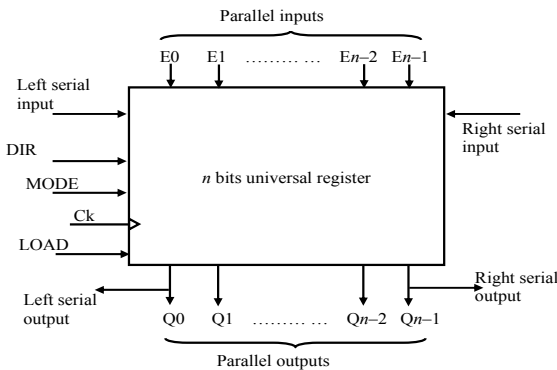 Parallel inputs
E0 E1 ......... ... En–2 En–1
Left serial
input
Right serial
input
DIR
MODE
n bits universal register
Ck
LOAD
Left serial
output
Right serial
output
Q0 Q1 ......... ... Qn–2 Qn–1
Parallel outputs